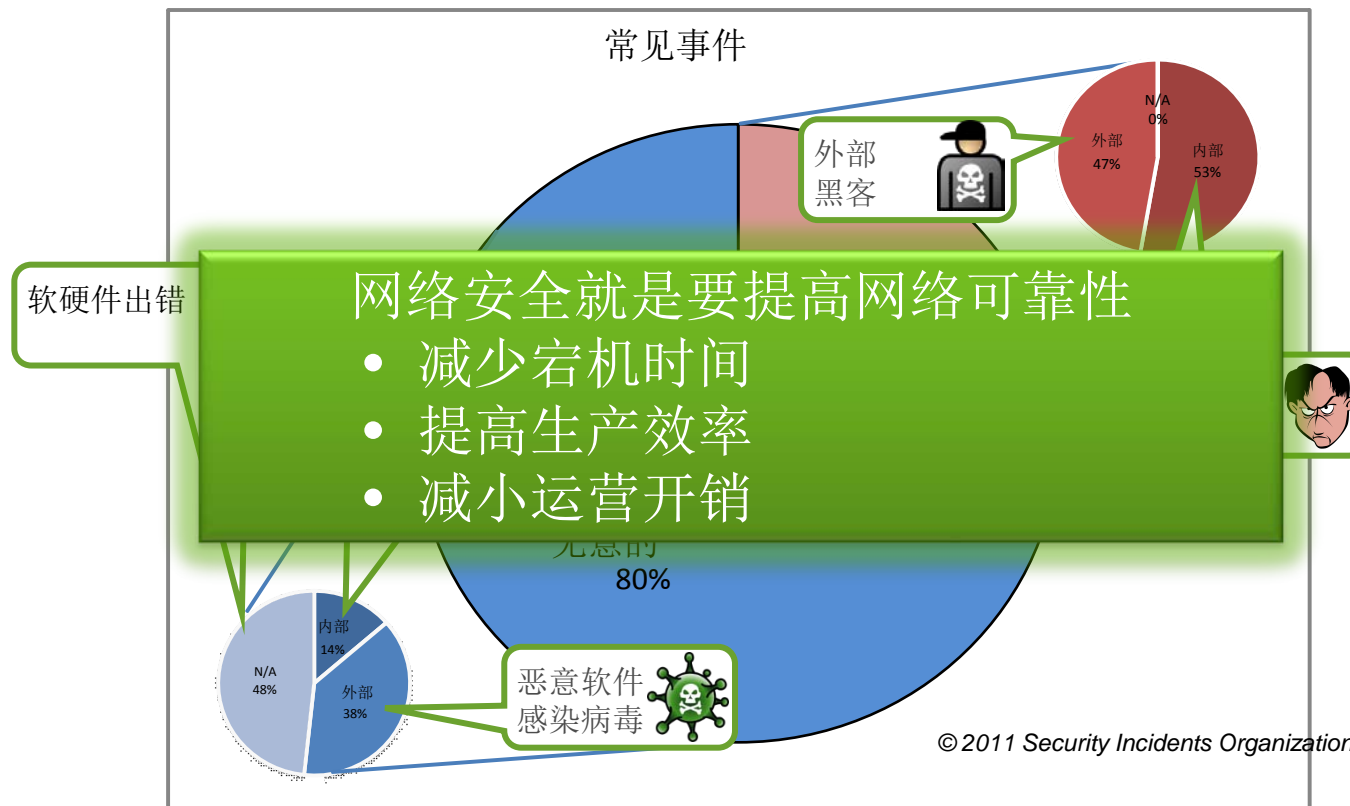 常见事件
N/A
0%
外部
47%
内部
53%
外部
黑客
软硬件出错
网络安全就是要提高网络可靠性
• 减少宕机时间
• 提高生产效率
• 减小运营开销
80%
内部
14%
N/A
48%
外部
38%
恶意软件
感染病毒
© 2011 Security Incidents Organization